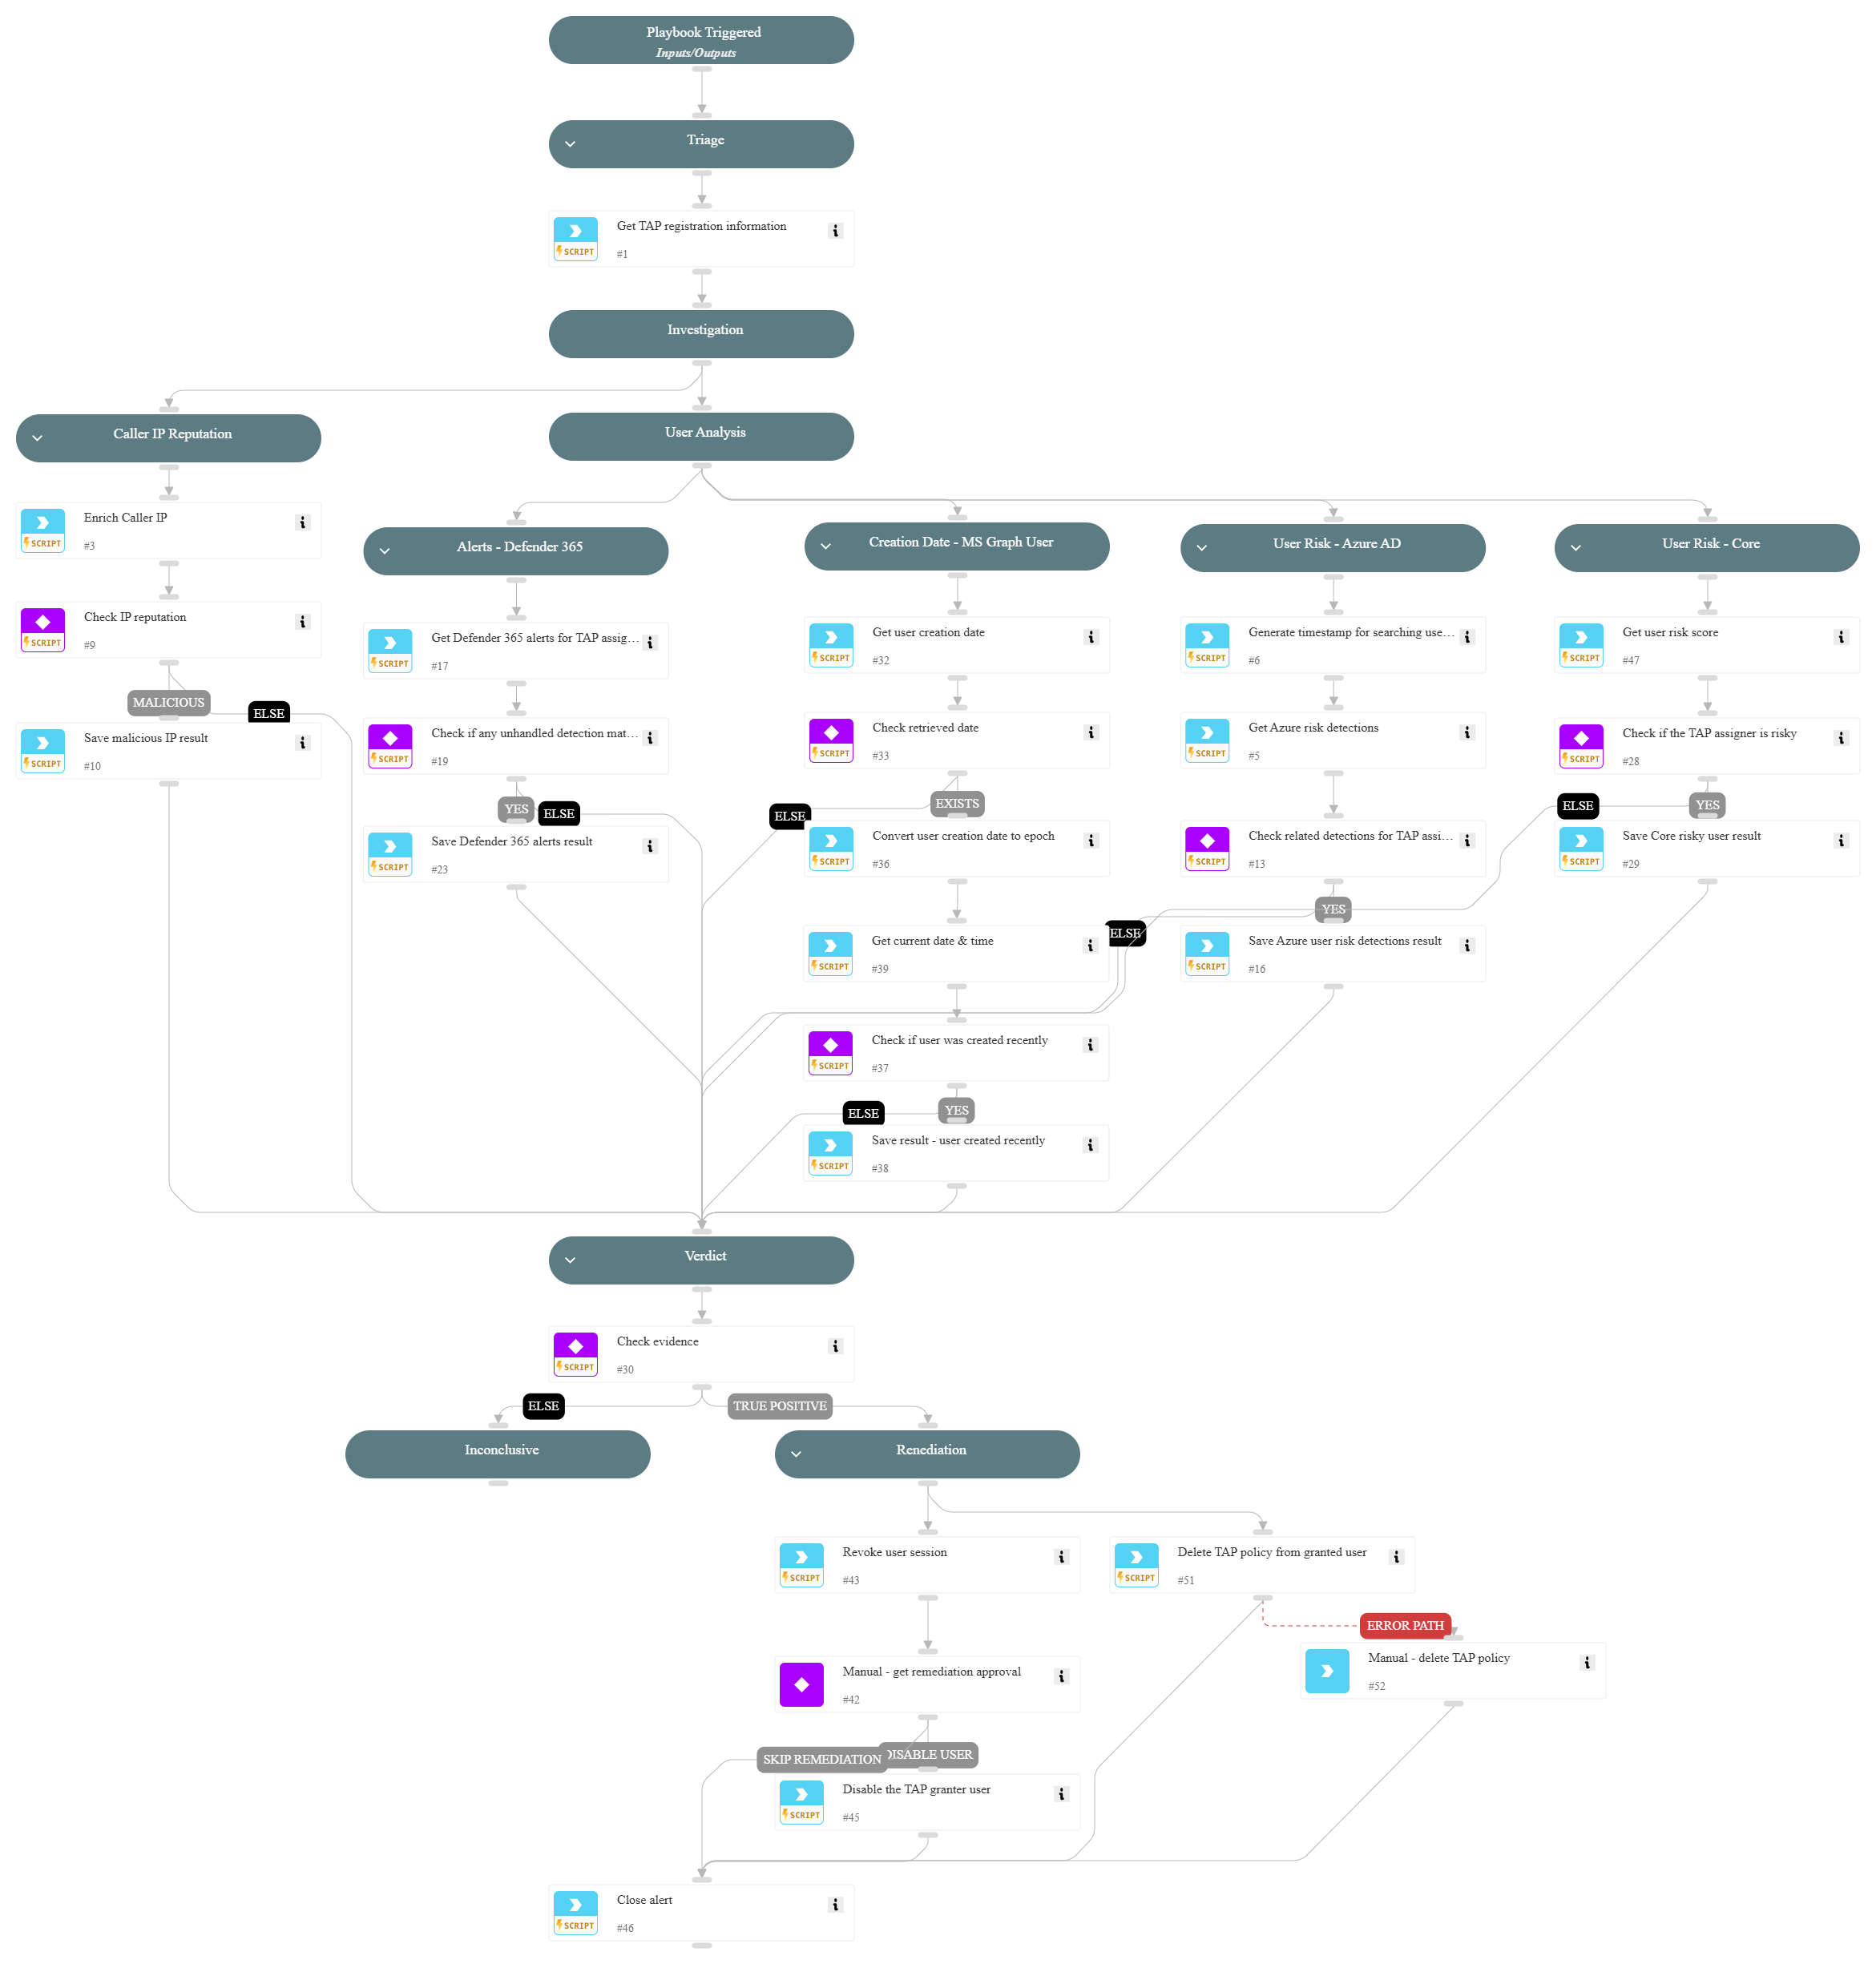 Playbook Triggered
Inputs/Outputs
Triage
Get TAP registration information
SCRIPT
#1
Investigation
Caller IP Reputation
User Analysis
Enrich Caller IP
SCRIPT
#3
Check IP reputation
SCRIPT
#9
MALICIOUS
ELSE
Save malicious IP result
SCRIPT
#10
Alerts - Defender 365
Get Defender 365 alerts for TAP assig...
SCRIPT
#17
Check if any unhandled detection mat...
SCRIPT
#19
YES
ELSE
Save Defender 365 alerts result
SCRIPT
#23
Creation Date - MS Graph User
Get user creation date
SCRIPT
#32
Check retrieved date
SCRIPT
#33
EXISTS
ELSE
Convert user creation date to epoch
SCRIPT
#36
Get current date & time
SCRIPT
#39
Check if user was created recently
SCRIPT
#37
ELSE
YES
Save result - user created recently
SCRIPT
#38
User Risk - Azure AD
Generate timestamp for searching use...
SCRIPT
#6
Get Azure risk detections
SCRIPT
#5
Check related detections for TAP assi...
SCRIPT
#13
YES
ELSE
Save Azure user risk detections result
SCRIPT
#16
User Risk - Core
Get user risk score
SCRIPT
#47
Check if the TAP assigner is risky
SCRIPT
#28
ELSE
YES
Save Core risky user result
SCRIPT
#29
Verdict
Check evidence
SCRIPT
#30
ELSE
TRUE POSITIVE
Inconclusive
Renediation
Revoke user session
SCRIPT
#43
Delete TAP policy from granted user
SCRIPT
#51
ERROR PATH
Manual - delete TAP policy
#52
Manual - get remediation approval
#42
SKIP REMEDIATION
DISABLE USER
Disable the TAP granter user
SCRIPT
#45
Close alert
SCRIPT
#46